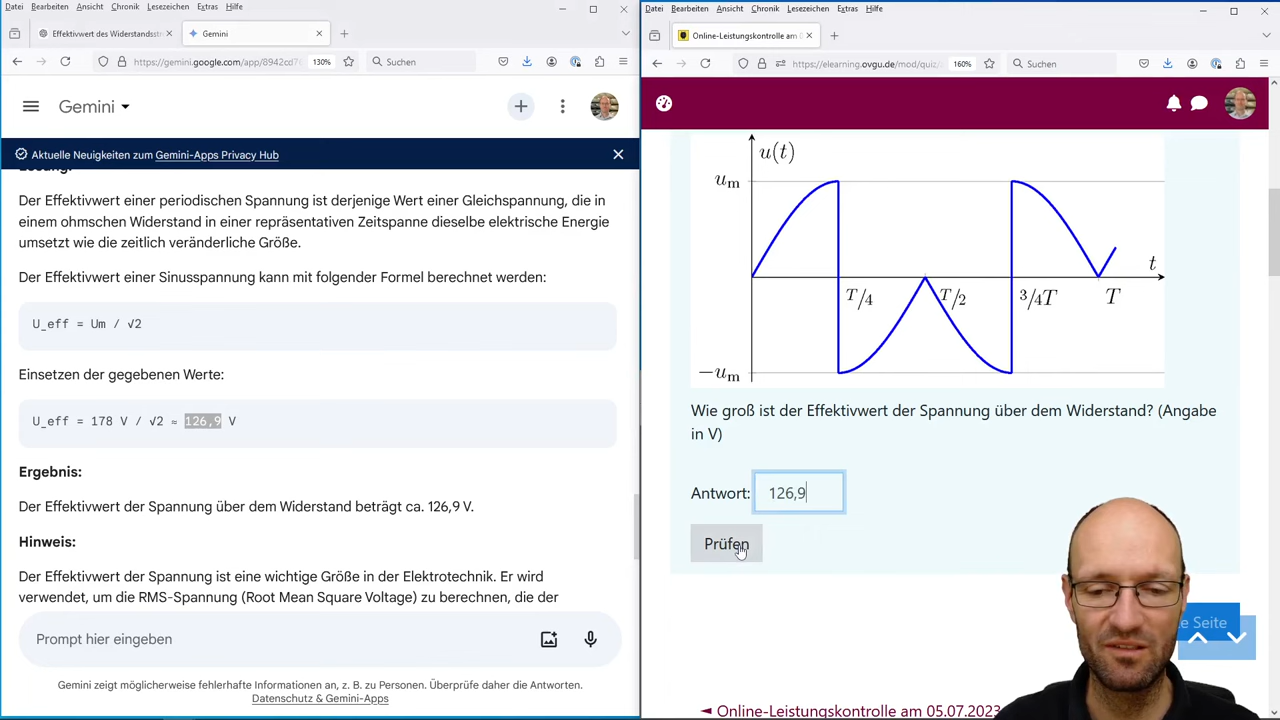 Datei Bearbeiten Ansicht Chronik Lesezeichen Extras Hilfe
Effektivwert des Widerstandsstr
Gemini
https://gemini.google.com/app/8942cd7
130%
Suchen
Gemini
Aktuelle Neuigkeiten zum Gemini-Apps Privacy Hub
Lösung:
Der Effektivwert einer periodischen Spannung ist derjenige Wert einer Gleichspannung, die in
einem ohmschen Widerstand in einer repräsentativen Zeitspanne dieselbe elektrische Energie
umsetzt wie die zeitlich veränderliche Größe.
Der Effektivwert einer Sinusspannung kann mit folgender Formel berechnet werden:
U_eff = Um / √2
Einsetzen der gegebenen Werte:
U_eff = 178 V / √2 ≈ 126,9 V
Ergebnis:
Der Effektivwert der Spannung über dem Widerstand beträgt ca. 126,9 V.
Hinweis:
Der Effektivwert der Spannung ist eine wichtige Größe in der Elektrotechnik. Er wird
verwendet, um die RMS-Spannung (Root Mean Square Voltage) zu berechnen, die der
Prompt hier eingeben
Gemini zeigt möglicherweise fehlerhafte Informationen an, z. B. zu Personen. Überprüfe daher die Antworten.
Datenschutz & Gemini-Apps
Datei Bearbeiten Ansicht Chronik Lesezeichen Extras Hilfe
Online-Leistungskontrolle am 0
https://elearning.ovgu.de/mod/quiz/
160%
Suchen
u(t)
um
t
T/4
T/2
3/4T
T
−um
Wie groß ist der Effektivwert der Spannung über dem Widerstand? (Angabe
in V)
Antwort: 126,9
Prüfen
e Seite
◄ Online-Leistungskontrolle am 05.07.2023